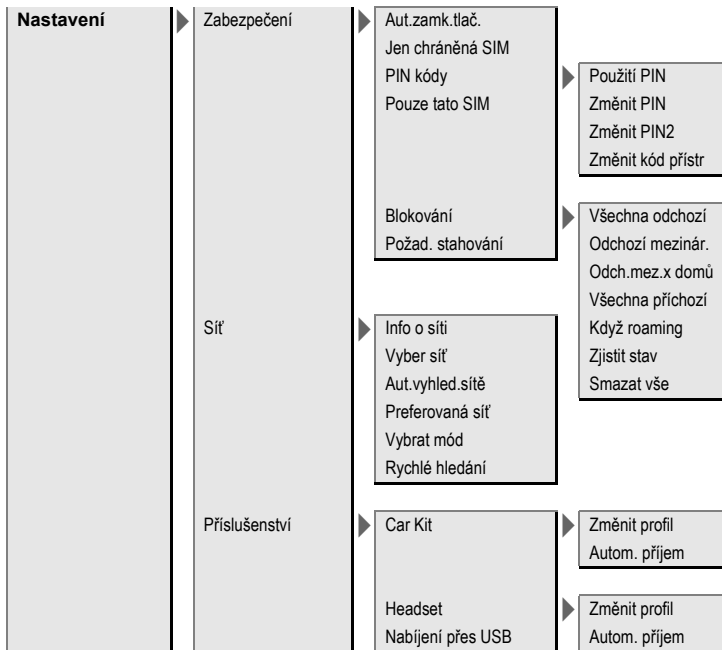 Nastavení
Zabezpečení
Aut.zamk.tlač.
Jen chráněná SIM
PIN kódy
Použití PIN
Pouze tato SIM
Změnit PIN
Změnit PIN2
Změnit kód přístr
Blokování
Všechna odchozí
Požad. stahování
Odchozí mezinár.
Odch.mez.x domů
Všechna příchozí
Síť
Info o síti
Když roaming
Vyber síť
Zjistit stav
Aut.vyhled.sítě
Smazat vše
Preferovaná síť
Vybrat mód
Rychlé hledání
Příslušenství
Car Kit
Změnit profil
Autom. příjem
Headset
Změnit profil
Nabíjení přes USB
Autom. příjem